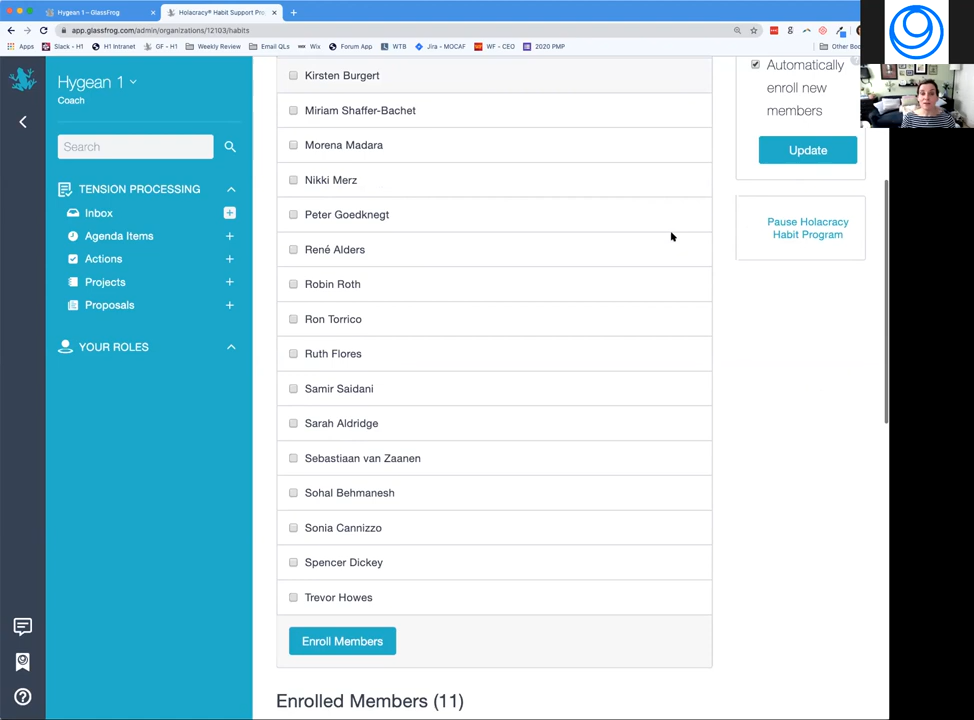 Hygean 1 – GlassFrog
Holacracy® Habit Support Pro
app.glassfrog.com/admin/organizations/12103/habits
Apps
Slack - H1
H1 Intranet
GF - H1
Weekly Review
Email QLs
Wix
Forum App
WTB
Jira - MOCAF
WF - CEO
2020 PMP
Other Boo
Hygean 1
Coach
Search
TENSION PROCESSING
Inbox
Agenda Items
Actions
Projects
Proposals
YOUR ROLES
Kirsten Burgert
Miriam Shaffer-Bachet
Morena Madara
Nikki Merz
Peter Goedknegt
René Alders
Robin Roth
Ron Torrico
Ruth Flores
Samir Saidani
Sarah Aldridge
Sebastiaan van Zaanen
Sohal Behmanesh
Sonia Cannizzo
Spencer Dickey
Trevor Howes
Enroll Members
Enrolled Members (11)
Automatically
enroll new
members
Update
Pause Holacracy
Habit Program